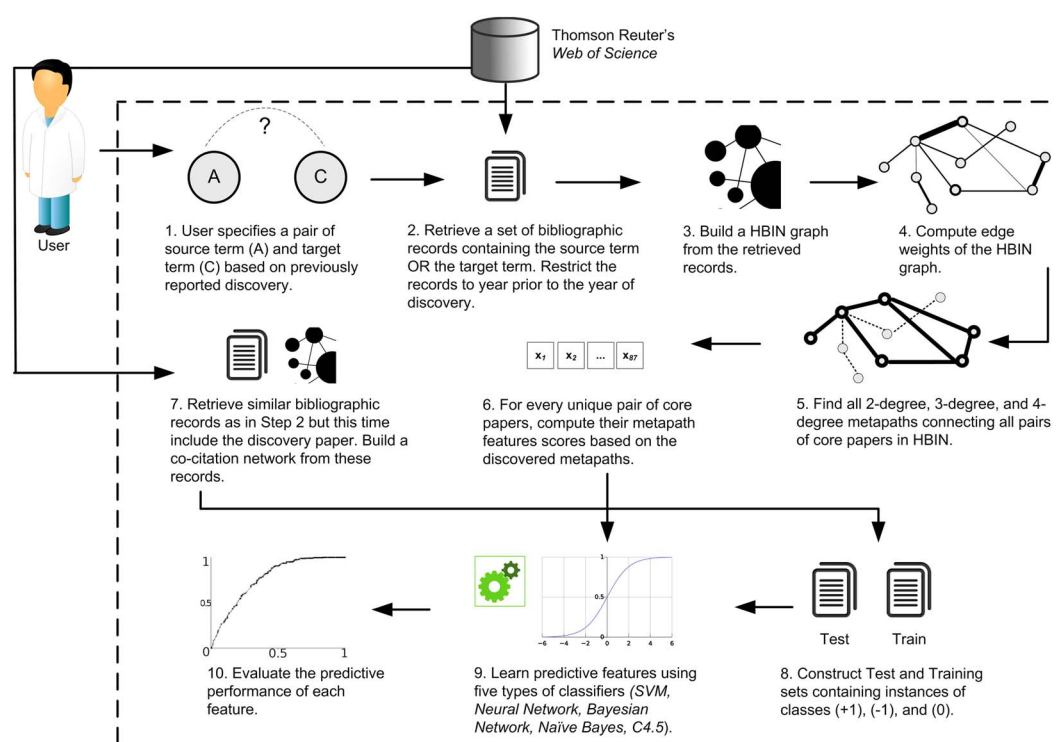 Thomson Reuter's
Web of Science
?
A
C
User
1. User specifies a pair of
source term (A) and target
term (C) based on previously
reported discovery.
2. Retrieve a set of bibliographic
records containing the source term
OR the target term. Restrict the
records to year prior to the year of
discovery.
3. Build a HBIN graph
from the retrieved
records.
4. Compute edge
weights of the HBIN
graph.
5. Find all 2-degree, 3-degree, and 4-
degree metapaths connecting all pairs
of core papers in HBIN.
x1 x2 ... x87
6. For every unique pair of core
papers, compute their metapath
features scores based on the
discovered metapaths.
7. Retrieve similar bibliographic
records as in Step 2 but this time
include the discovery paper. Build a
co-citation network from these
records.
Test
Train
8. Construct Test and Training
sets containing instances of
classes (+1), (-1), and (0).
1
0.5
0
−6 −4 −2 0 2 4 6
9. Learn predictive features using
five types of classifiers (SVM,
Neural Network, Bayesian
Network, Naïve Bayes, C4.5).
1
0.5
0
0.5
1
10. Evaluate the predictive
performance of each
feature.